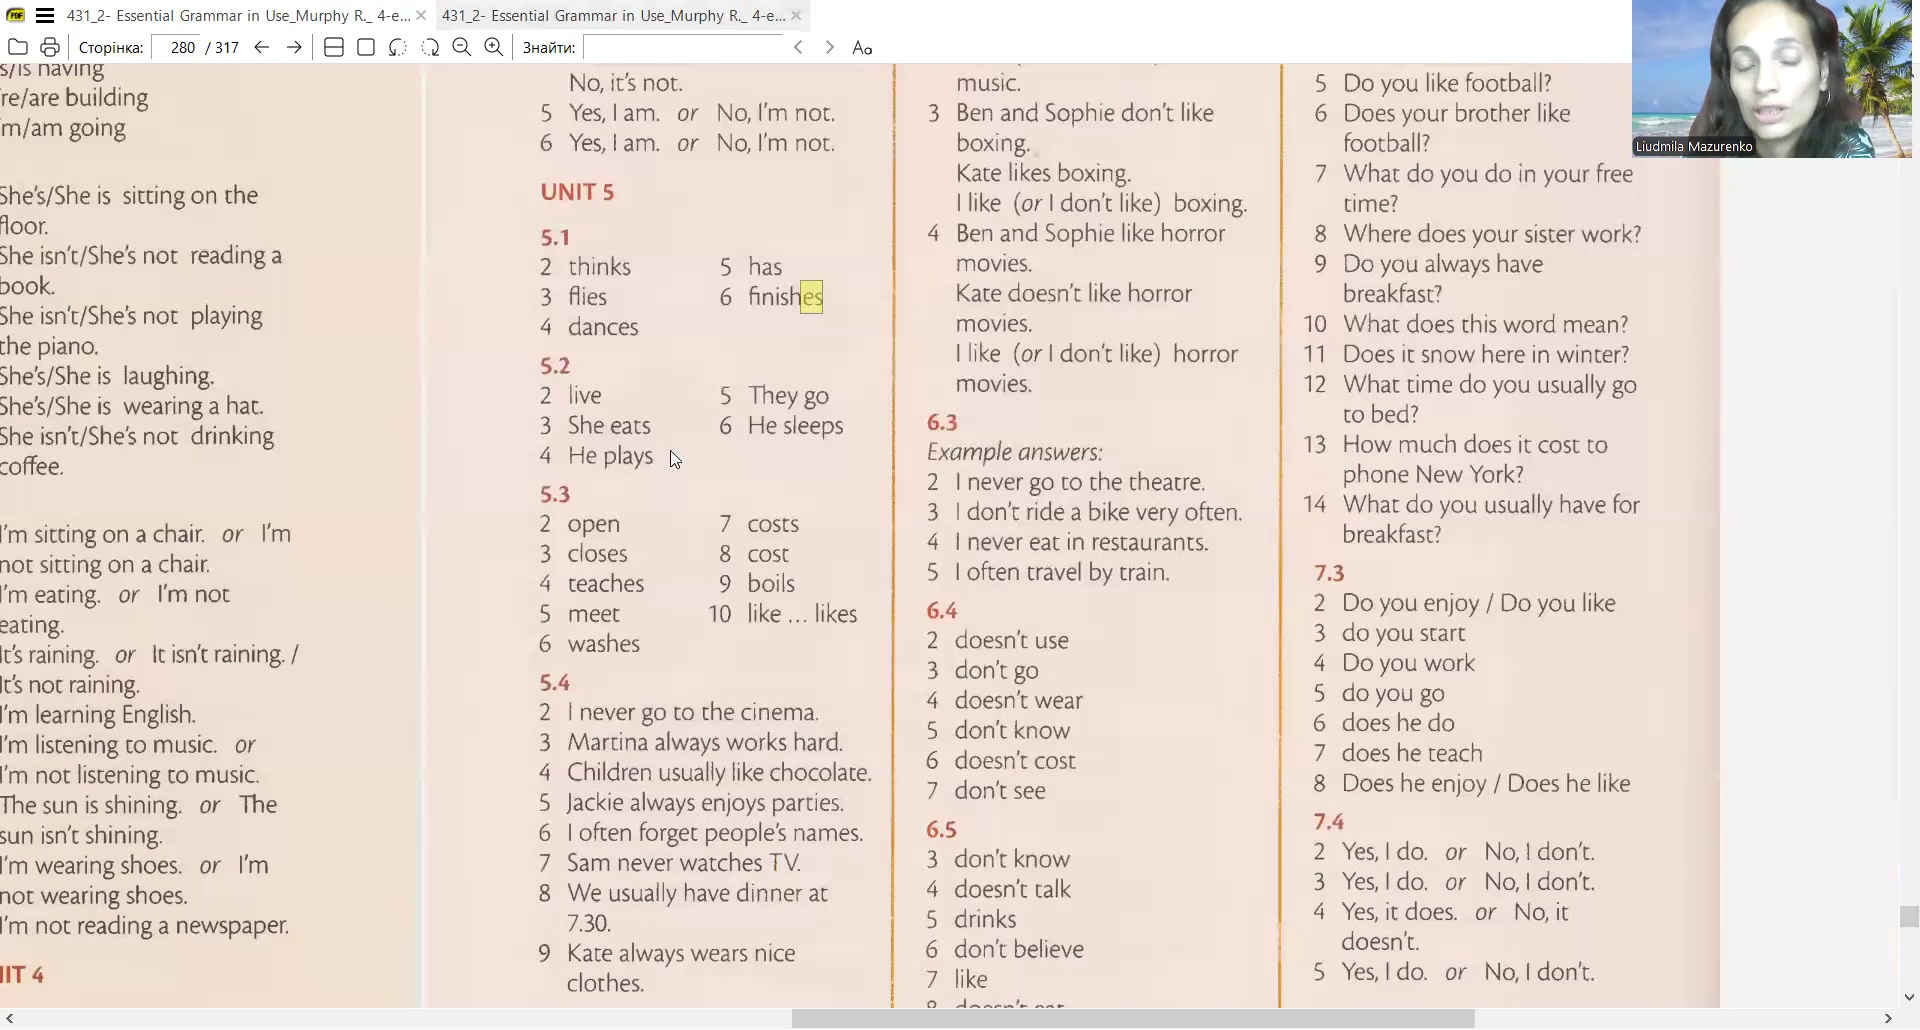 431_2- Essential Grammar in Use_Murphy R._ 4-e...
431_2- Essential Grammar in Use_Murphy R._ 4-e...
Сторінка: 280 / 317
Знайти:
Aa
Liudmila Mazurenko
s/is having
're/are building
'm/am going
She's/She is sitting on the
floor.
She isn't/She's not reading a
book.
She isn't/She's not playing
the piano.
She's/She is laughing.
She's/She is wearing a hat.
She isn't/She's not drinking
coffee.
I'm sitting on a chair. or I'm
not sitting on a chair.
I'm eating. or I'm not
eating.
It's raining. or It isn't raining. /
It's not raining.
I'm learning English.
I'm listening to music. or
I'm not listening to music.
The sun is shining. or The
sun isn't shining.
I'm wearing shoes. or I'm
not wearing shoes.
I'm not reading a newspaper.
IT 4
No, it's not.
5 Yes, I am. or No, I'm not.
6 Yes, I am. or No, I'm not.
UNIT 5
5.1
2 thinks 5 has
3 flies 6 finishes
4 dances
5.2
2 live 5 They go
3 She eats 6 He sleeps
4 He plays
5.3
2 open 7 costs
3 closes 8 cost
4 teaches 9 boils
5 meet 10 like ... likes
6 washes
5.4
2 I never go to the cinema.
3 Martina always works hard.
4 Children usually like chocolate.
5 Jackie always enjoys parties.
6 I often forget people's names.
7 Sam never watches TV.
8 We usually have dinner at
7.30.
9 Kate always wears nice
clothes.
music.
3 Ben and Sophie don't like
boxing.
Kate likes boxing.
I like (or I don't like) boxing.
4 Ben and Sophie like horror
movies.
Kate doesn't like horror
movies.
I like (or I don't like) horror
movies.
6.3
Example answers:
2 I never go to the theatre.
3 I don't ride a bike very often.
4 I never eat in restaurants.
5 I often travel by train.
6.4
2 doesn't use
3 don't go
4 doesn't wear
5 don't know
6 doesn't cost
7 don't see
6.5
3 don't know
4 doesn't talk
5 drinks
6 don't believe
7 like
8 doesn't eat
5 Do you like football?
6 Does your brother like
football?
7 What do you do in your free
time?
8 Where does your sister work?
9 Do you always have
breakfast?
10 What does this word mean?
11 Does it snow here in winter?
12 What time do you usually go
to bed?
13 How much does it cost to
phone New York?
14 What do you usually have for
breakfast?
7.3
2 Do you enjoy / Do you like
3 do you start
4 Do you work
5 do you go
6 does he do
7 does he teach
8 Does he enjoy / Does he like
7.4
2 Yes, I do. or No, I don't.
3 Yes, I do. or No, I don't.
4 Yes, it does. or No, it
doesn't.
5 Yes, I do. or No, I don't.